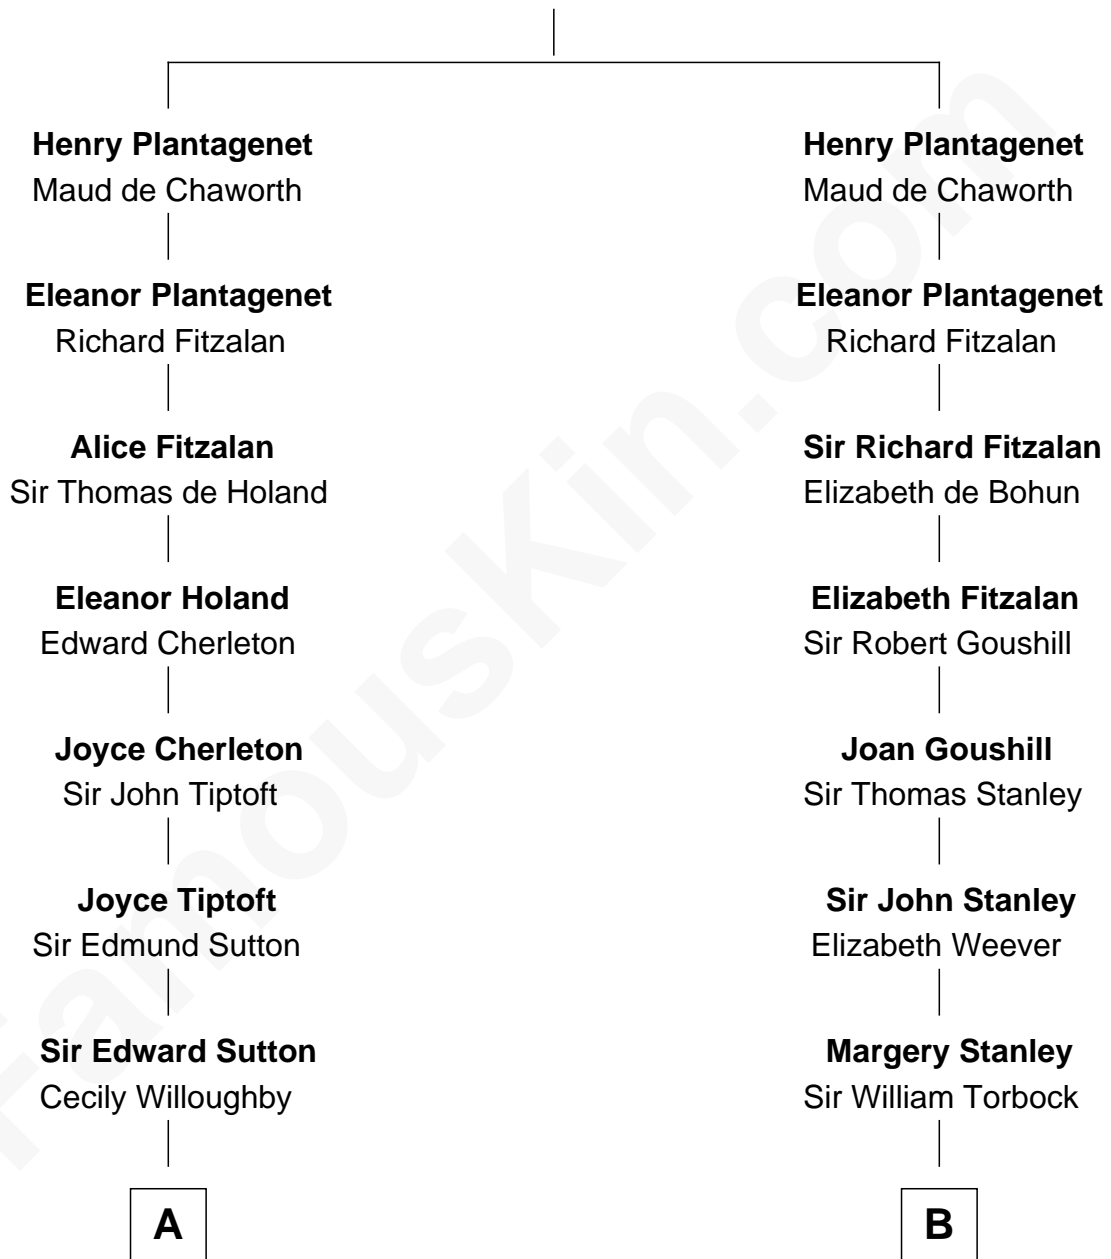 Henry Plantagenet
Maud de Chaworth
Eleanor Plantagenet
Richard Fitzalan
Alice Fitzalan
Sir Thomas de Holand
Eleanor Holand
Edward Cherleton
Joyce Cherleton
Sir John Tiptoft
Joyce Tiptoft
Sir Edmund Sutton
Sir Edward Sutton
Cecily Willoughby
A
Henry Plantagenet
Maud de Chaworth
Eleanor Plantagenet
Richard Fitzalan
Sir Richard Fitzalan
Elizabeth de Bohun
Elizabeth Fitzalan
Sir Robert Goushill
Joan Goushill
Sir Thomas Stanley
Sir John Stanley
Elizabeth Weever
Margery Stanley
Sir William Torbock
B
FamousKin.com